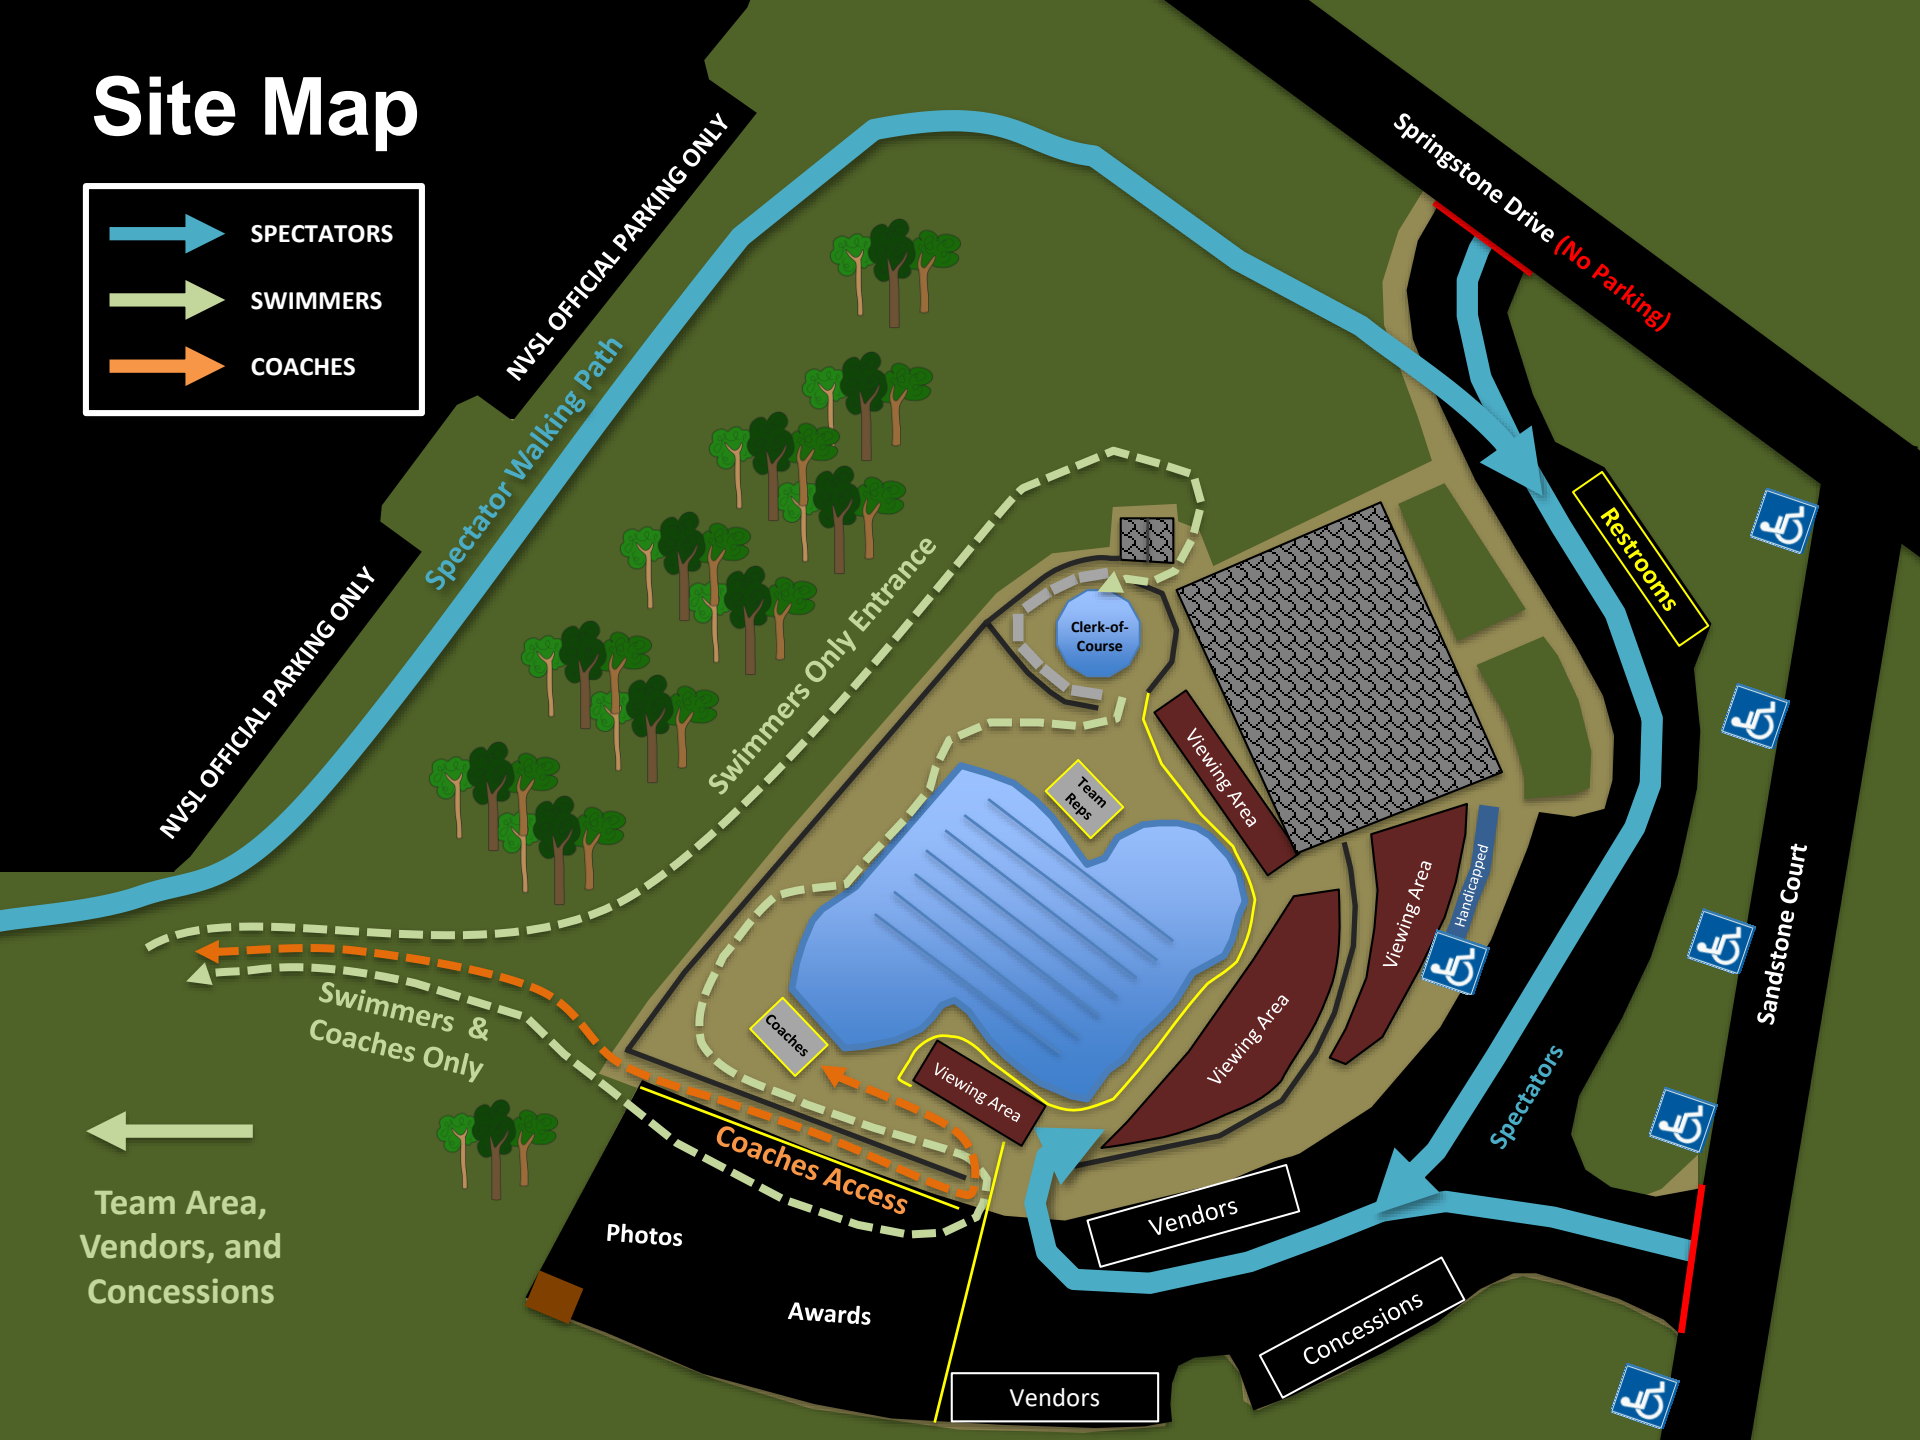 Site Map
SPECTATORS
SWIMMERS
COACHES
NVSL OFFICIAL PARKING ONLY
Spectator Walking Path
NVSL OFFICIAL PARKING ONLY
Springstone Drive (No Parking)
Restrooms
Swimmers Only Entrance
Clerk-of-
Course
Team
Reps
Viewing Area
Viewing Area
Handicapped
Viewing Area
Viewing Area
Coaches
Sandstone Court
Spectators
Swimmers &
Coaches Only
Coaches Access
Team Area,
Vendors, and
Concessions
Photos
Awards
Vendors
Concessions
Vendors